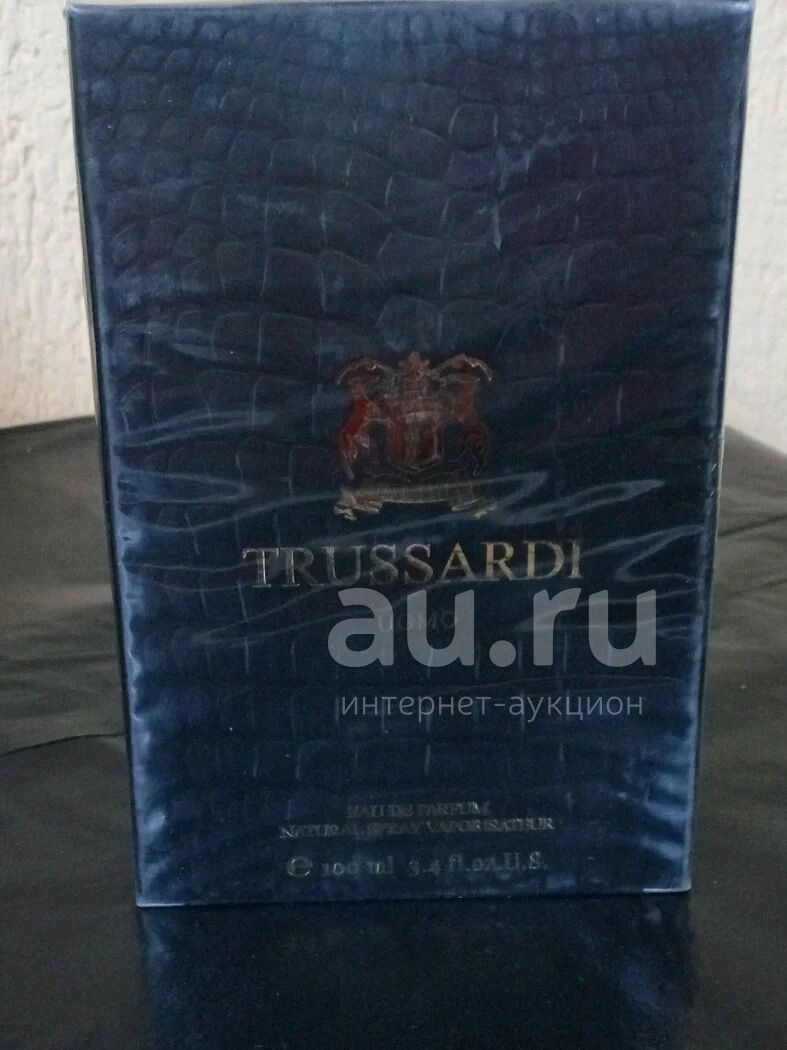 TRUSSARDI
UOMO
au.ru
интернет-аукцион
EAU DE PARFUM
NATURAL SPRAY VAPORISATEUR
℮ 100 ml 3.4 fl.oz.U.S.